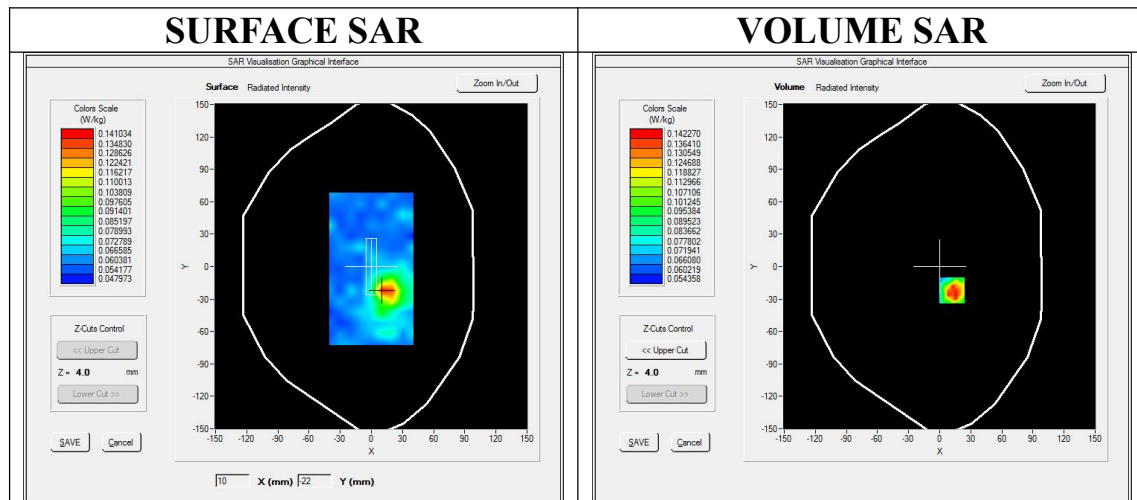 SURFACE SAR
VOLUME SAR
SAR Visualisation Graphical Interface
Surface Radiated Intensity
Zoom In/Out
Colors Scale
(W/kg)
0.141034
0.134830
0.128626
0.122421
0.116217
0.110013
0.103809
0.097605
0.091401
0.085197
0.078993
0.072789
0.066585
0.060381
0.054177
0.047973
Z-Cuts Control
<< Upper Cut
Z = 4.0 mm
Lower Cut >>
SAVE Cancel
150
120
90
60
30
0
-30
-60
-90
-120
-150
Y
-150 -120 -90 -60 -30 0 30 60 90 120 150
X
10 X (mm) -22 Y (mm)
SAR Visualisation Graphical Interface
Volume Radiated Intensity
Zoom In/Out
Colors Scale
(W/kg)
0.142270
0.136410
0.130549
0.124688
0.118827
0.112966
0.107106
0.101245
0.095384
0.089523
0.083662
0.077802
0.071941
0.066080
0.060219
0.054358
Z-Cuts Control
<< Upper Cut
Z = 4.0 mm
Lower Cut >>
SAVE Cancel
150
120
90
60
30
0
-30
-60
-90
-120
-150
Y
-150 -120 -90 -60 -30 0 30 60 90 120 150
X